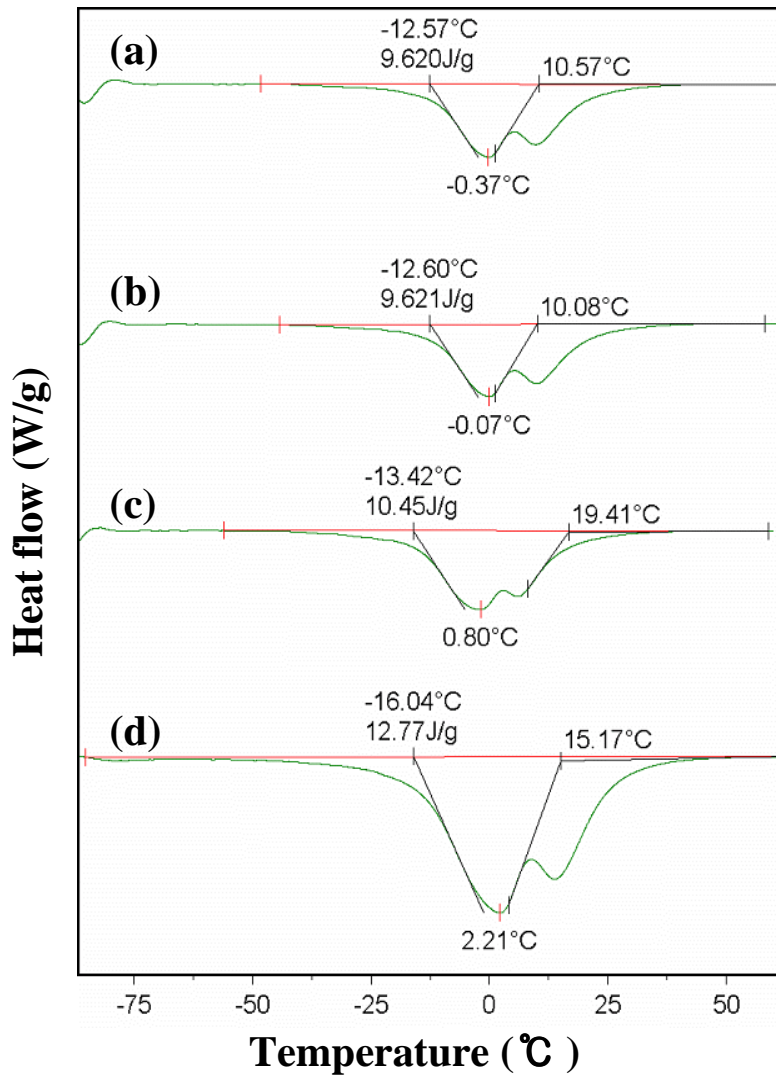 (a)
-12.57°C
9.620J/g
10.57°C
-0.37°C
(b)
-12.60°C
9.621J/g
10.08°C
-0.07°C
(c)
-13.42°C
10.45J/g
19.41°C
0.80°C
(d)
-16.04°C
12.77J/g
15.17°C
2.21°C
Heat flow (W/g)
-75 -50 -25 0 25 50
Temperature (℃)